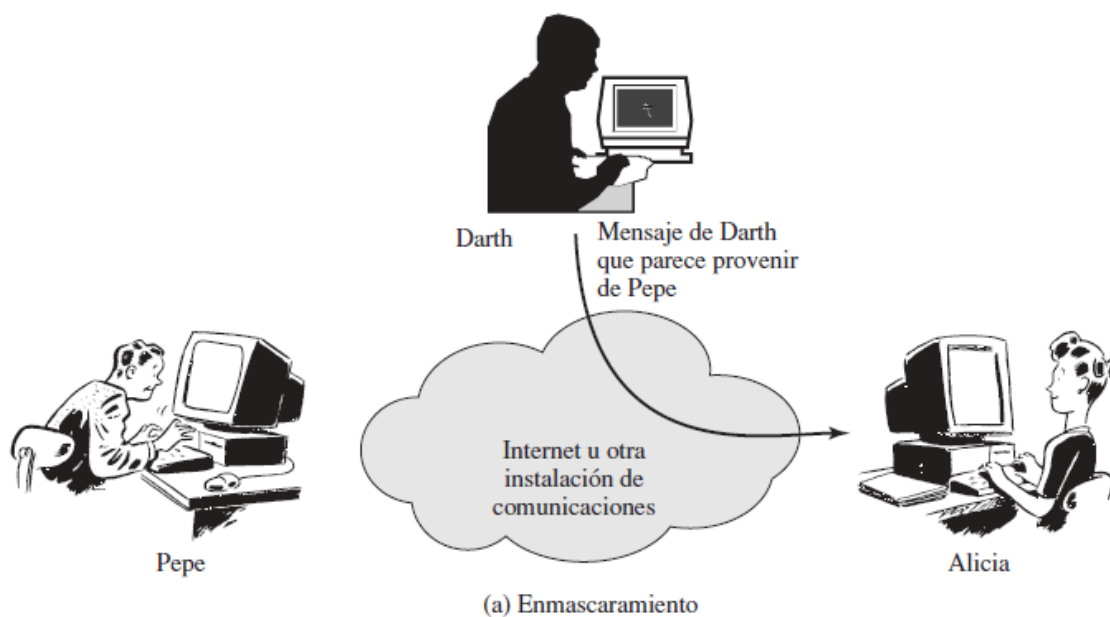 Darth
Mensaje de Darth
que parece provenir
de Pepe
Internet u otra
instalación de
comunicaciones
Pepe
Alicia
(a) Enmascaramiento